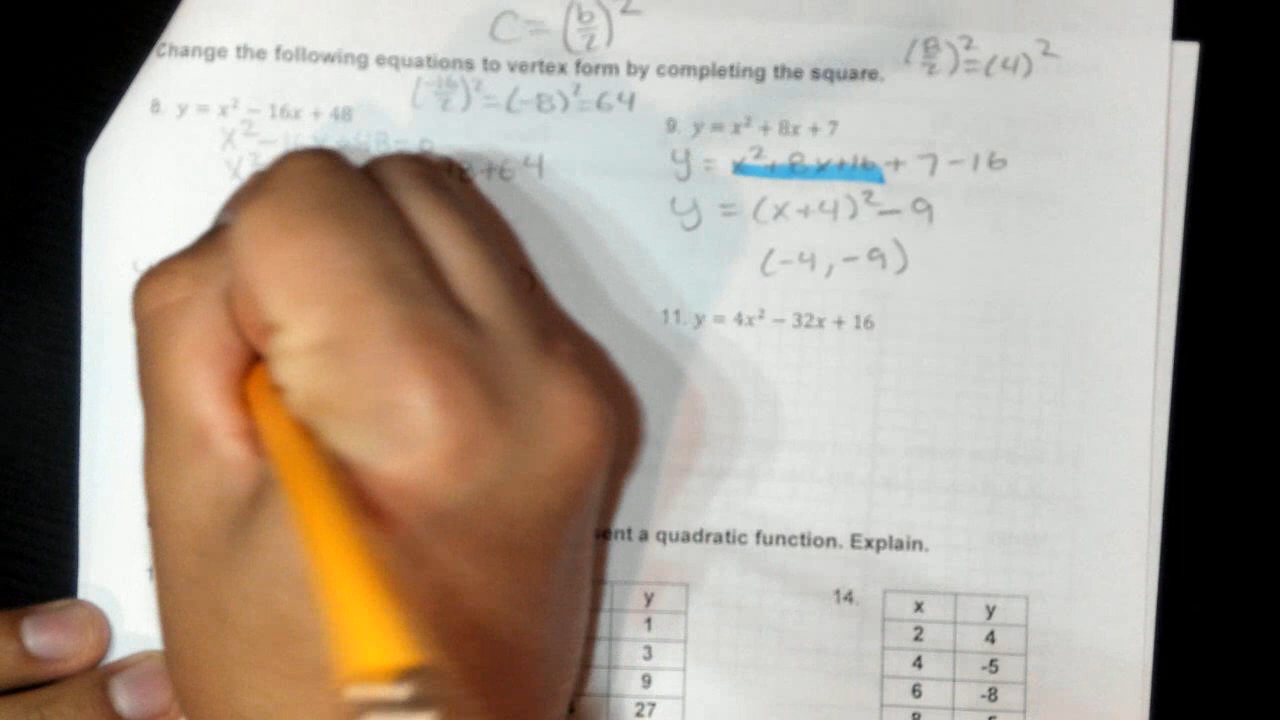 C = (b/2)²
Change the following equations to vertex form by completing the square.
(8/2)² = (4)²
(-16/2)² = (-8)² = 64
8. y = x² − 16x + 48
x² −
x²
+64
9. y = x² + 8x + 7
y = x² + 8x + 16 + 7 − 16
y = (x+4)² − 9
(-4, -9)
11. y = 4x² − 32x + 16
a quadratic function. Explain.
y
1
3
9
27
14.
x y
2 4
4 -5
6 -8